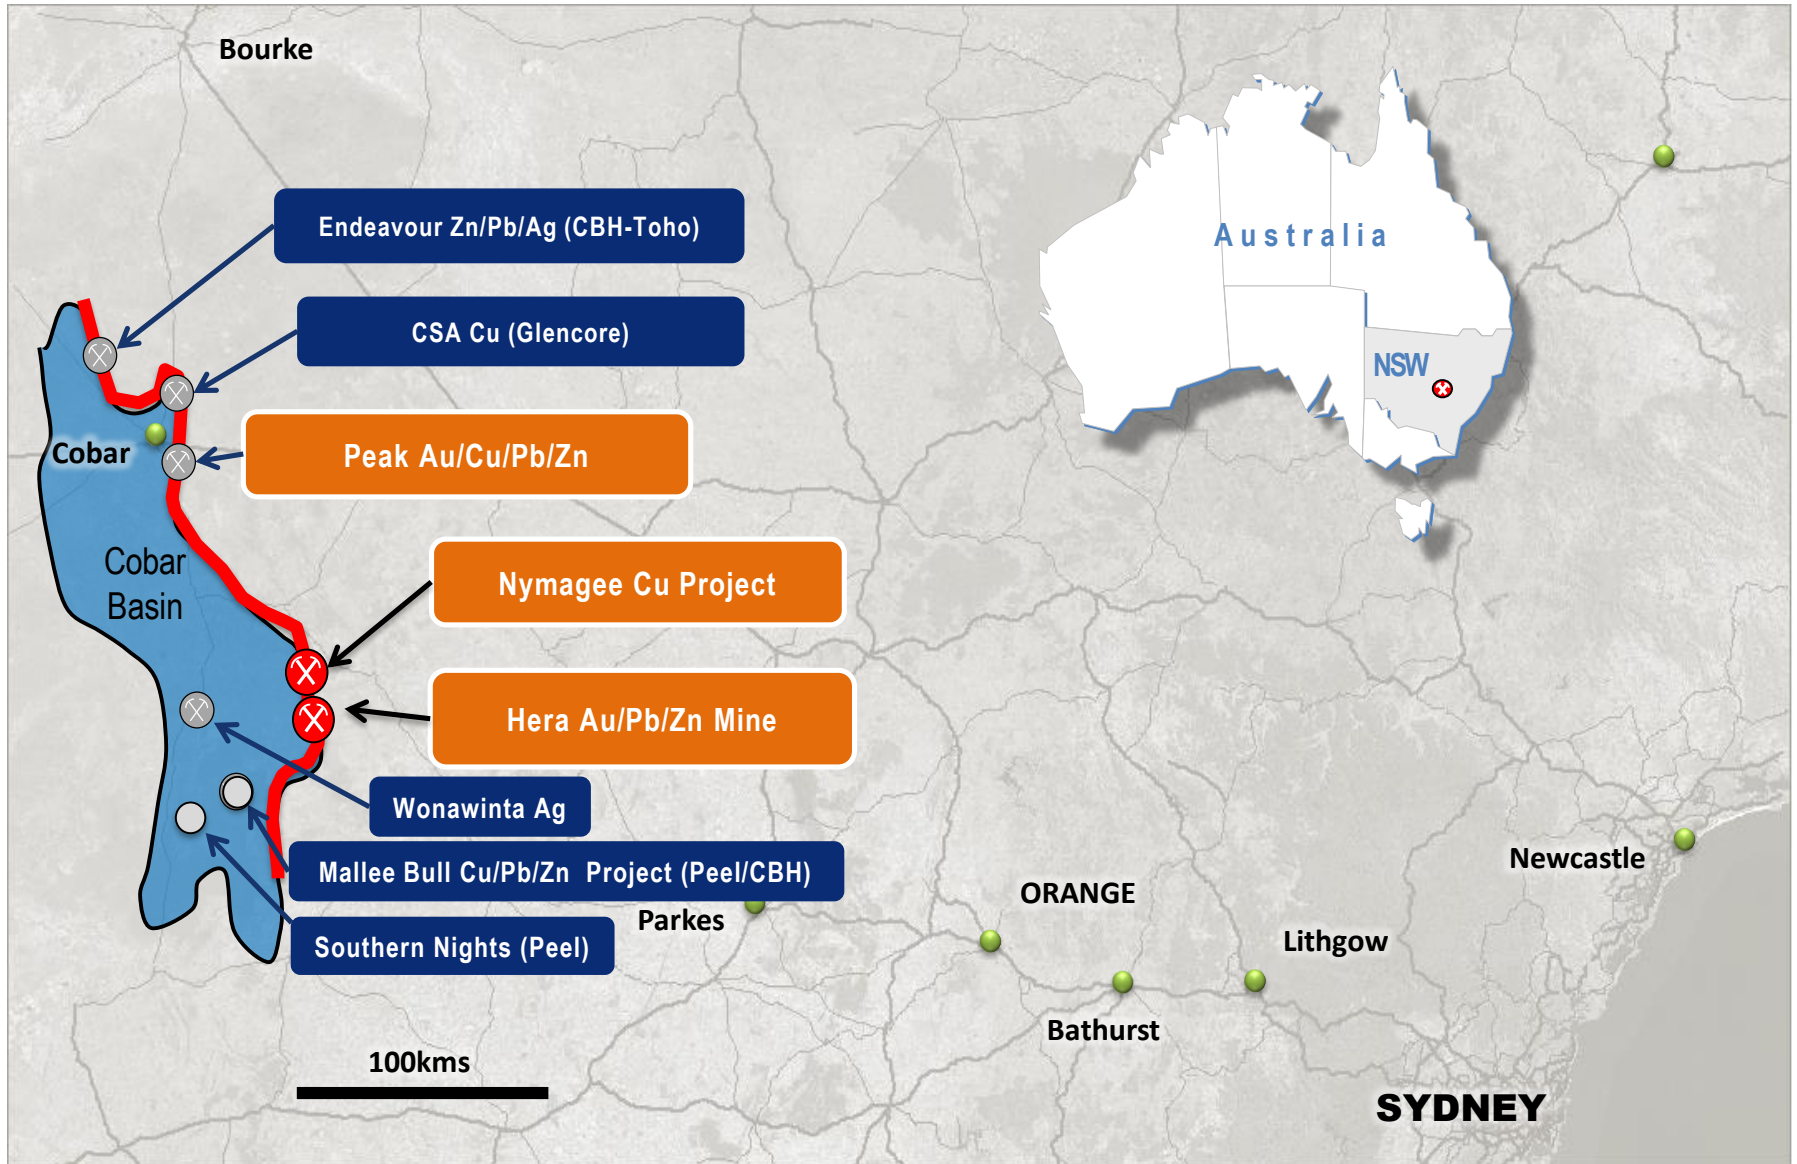 Bourke
Endeavour Zn/Pb/Ag (CBH-Toho)
Australia
CSA Cu (Glencore)
NSW
Cobar
Peak Au/Cu/Pb/Zn
Cobar
Basin
Nymagee Cu Project
Hera Au/Pb/Zn Mine
Wonawinta Ag
Mallee Bull Cu/Pb/Zn Project (Peel/CBH)
Newcastle
ORANGE
Parkes
Southern Nights (Peel)
Lithgow
Bathurst
100kms
SYDNEY